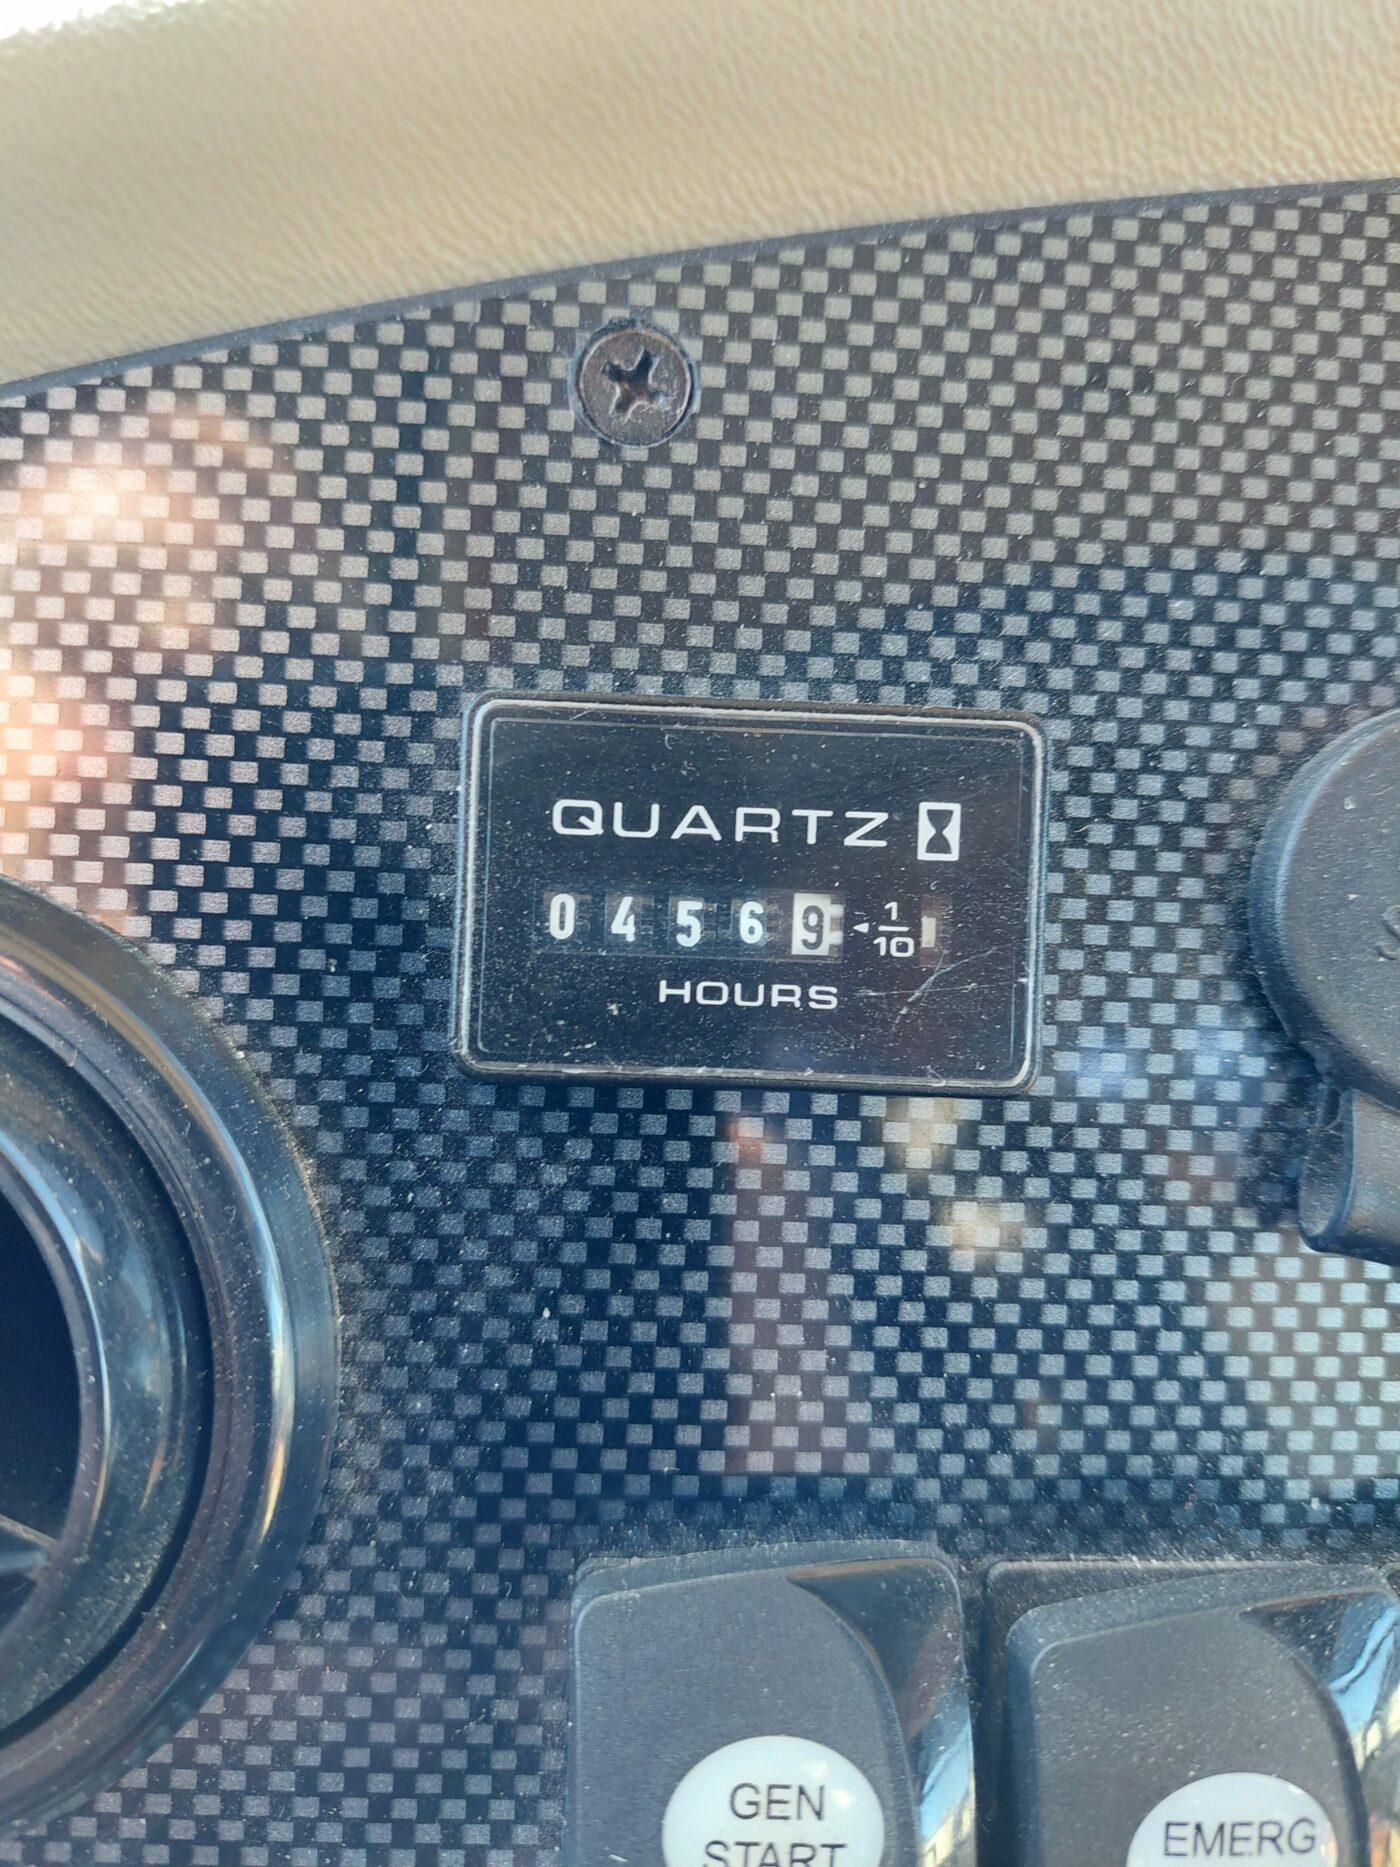 QUARTZ
04569 1/10
HOURS
GEN
START
EMERG